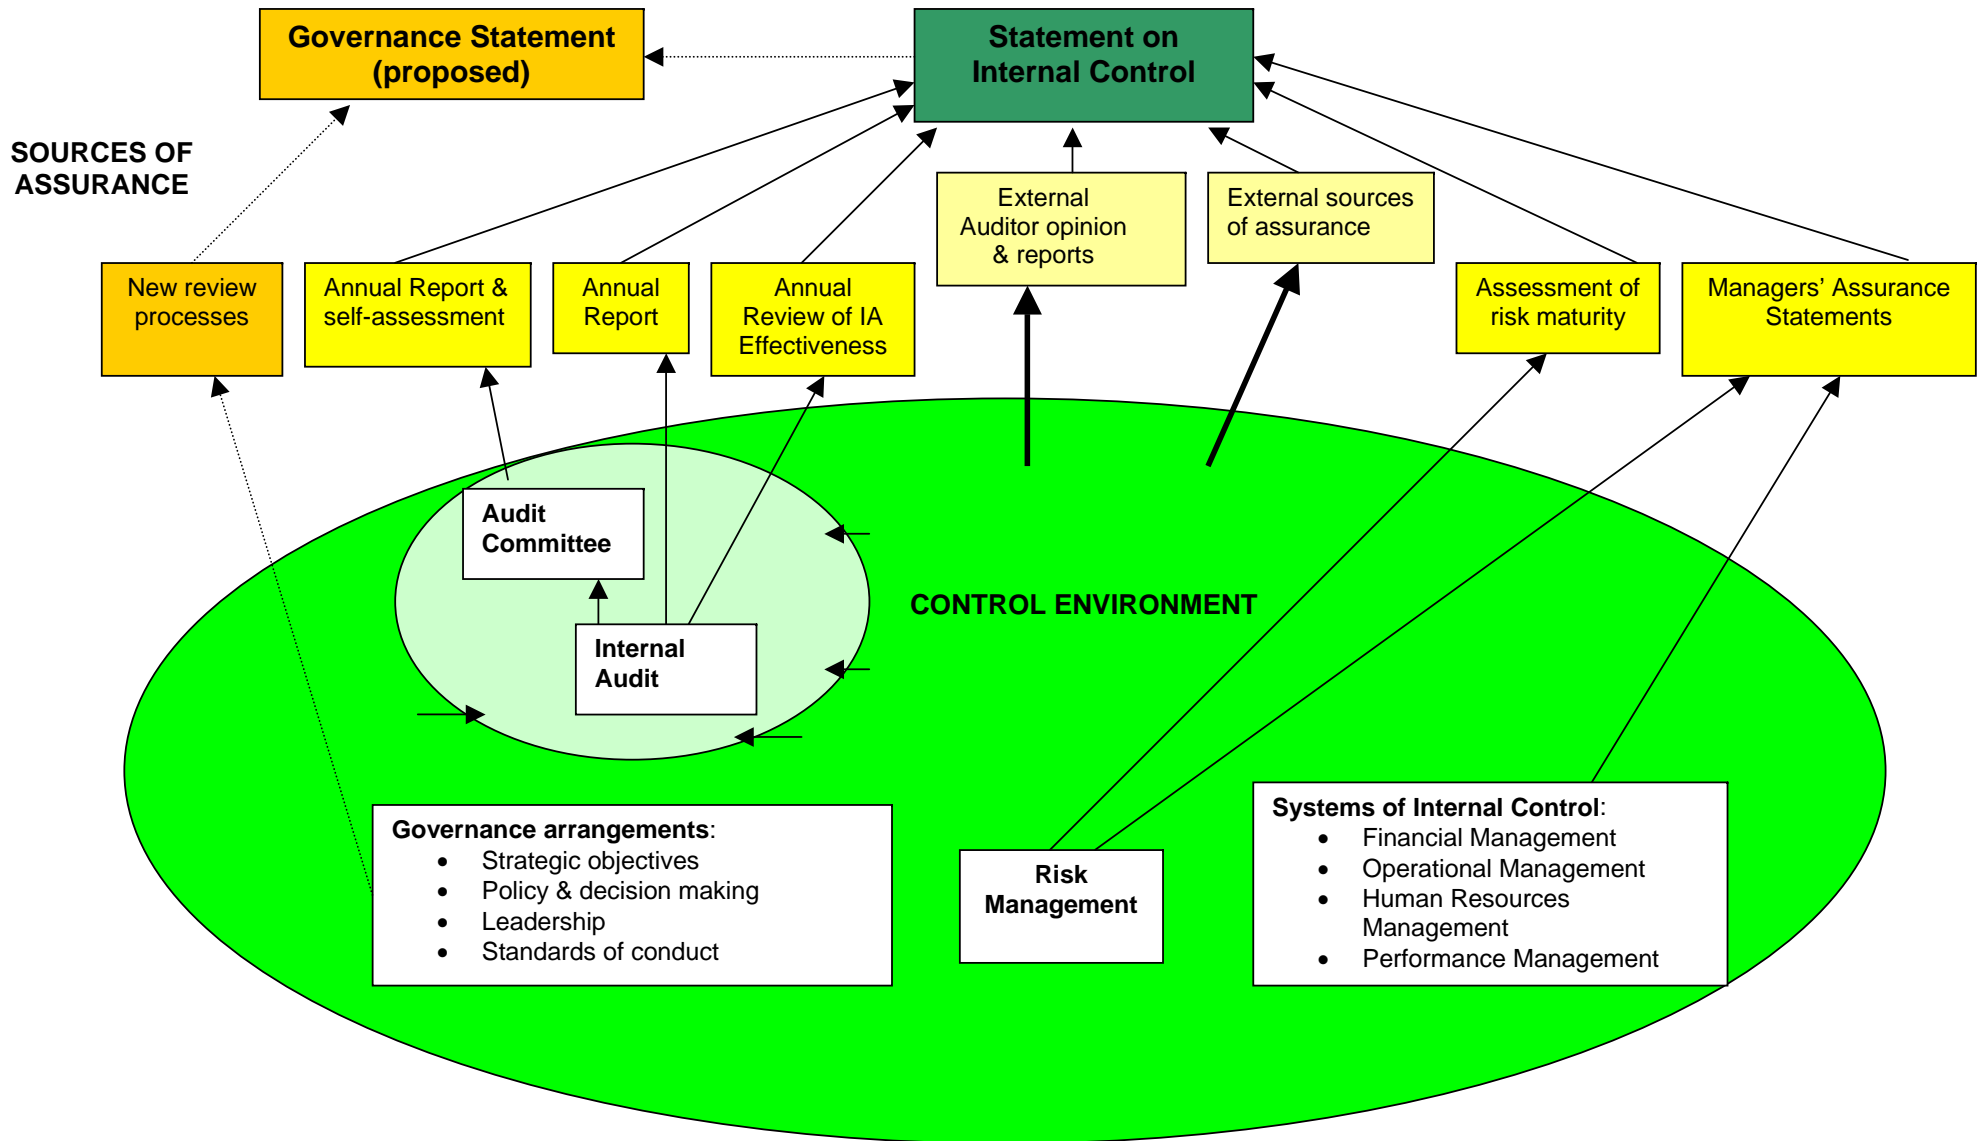 Governance Statement
(proposed)
Statement on
Internal Control
SOURCES OF
ASSURANCE
New review
processes
Annual Report &
self-assessment
Annual
Report
Annual
Review of IA
Effectiveness
External
Auditor opinion
& reports
External sources
of assurance
Assessment of
risk maturity
Managers’ Assurance
Statements
Audit
Committee
Internal
Audit
CONTROL ENVIRONMENT
Governance arrangements:
• Strategic objectives
• Policy & decision making
• Leadership
• Standards of conduct
Risk
Management
Systems of Internal Control:
• Financial Management
• Operational Management
• Human Resources
Management
• Performance Management